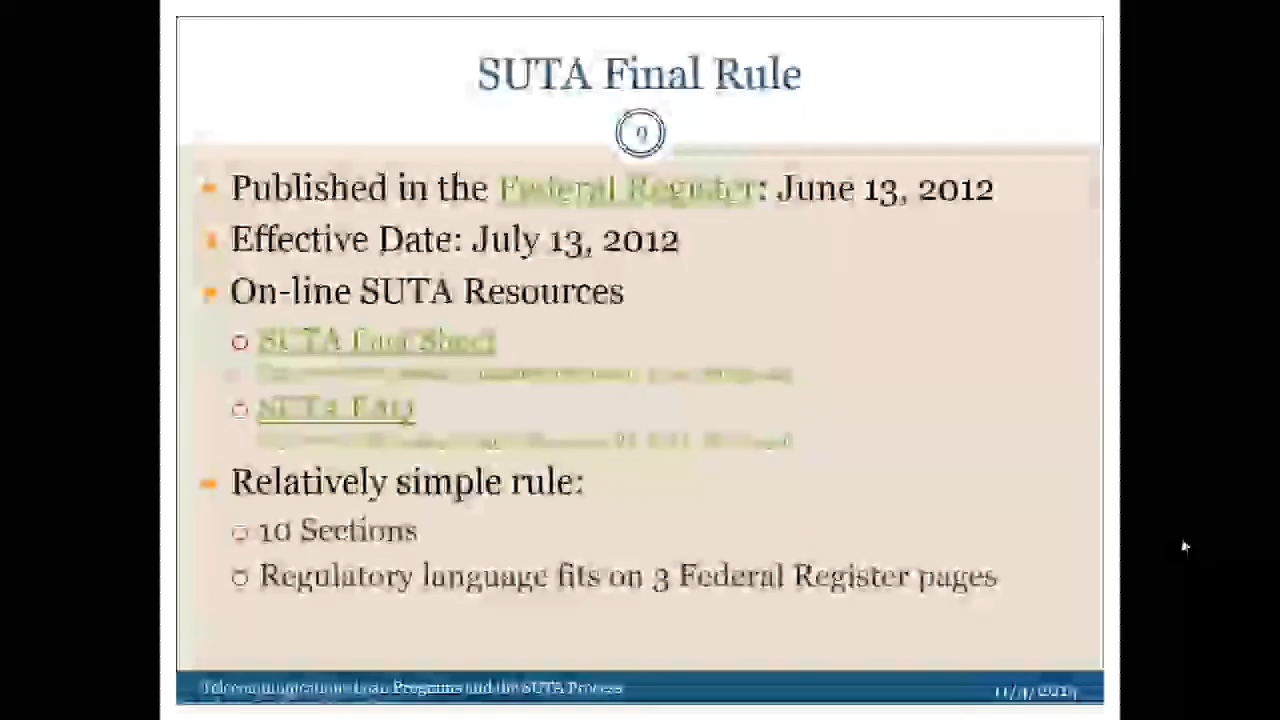 SUTA Final Rule
9
Published in the Federal Register: June 13, 2012
Effective Date: July 13, 2012
On-line SUTA Resources
SUTA Fact Sheet
SUTA FAQ
Relatively simple rule:
10 Sections
Regulatory language fits on 3 Federal Register pages
Telecommunications Loan Programs and the SUTA Process